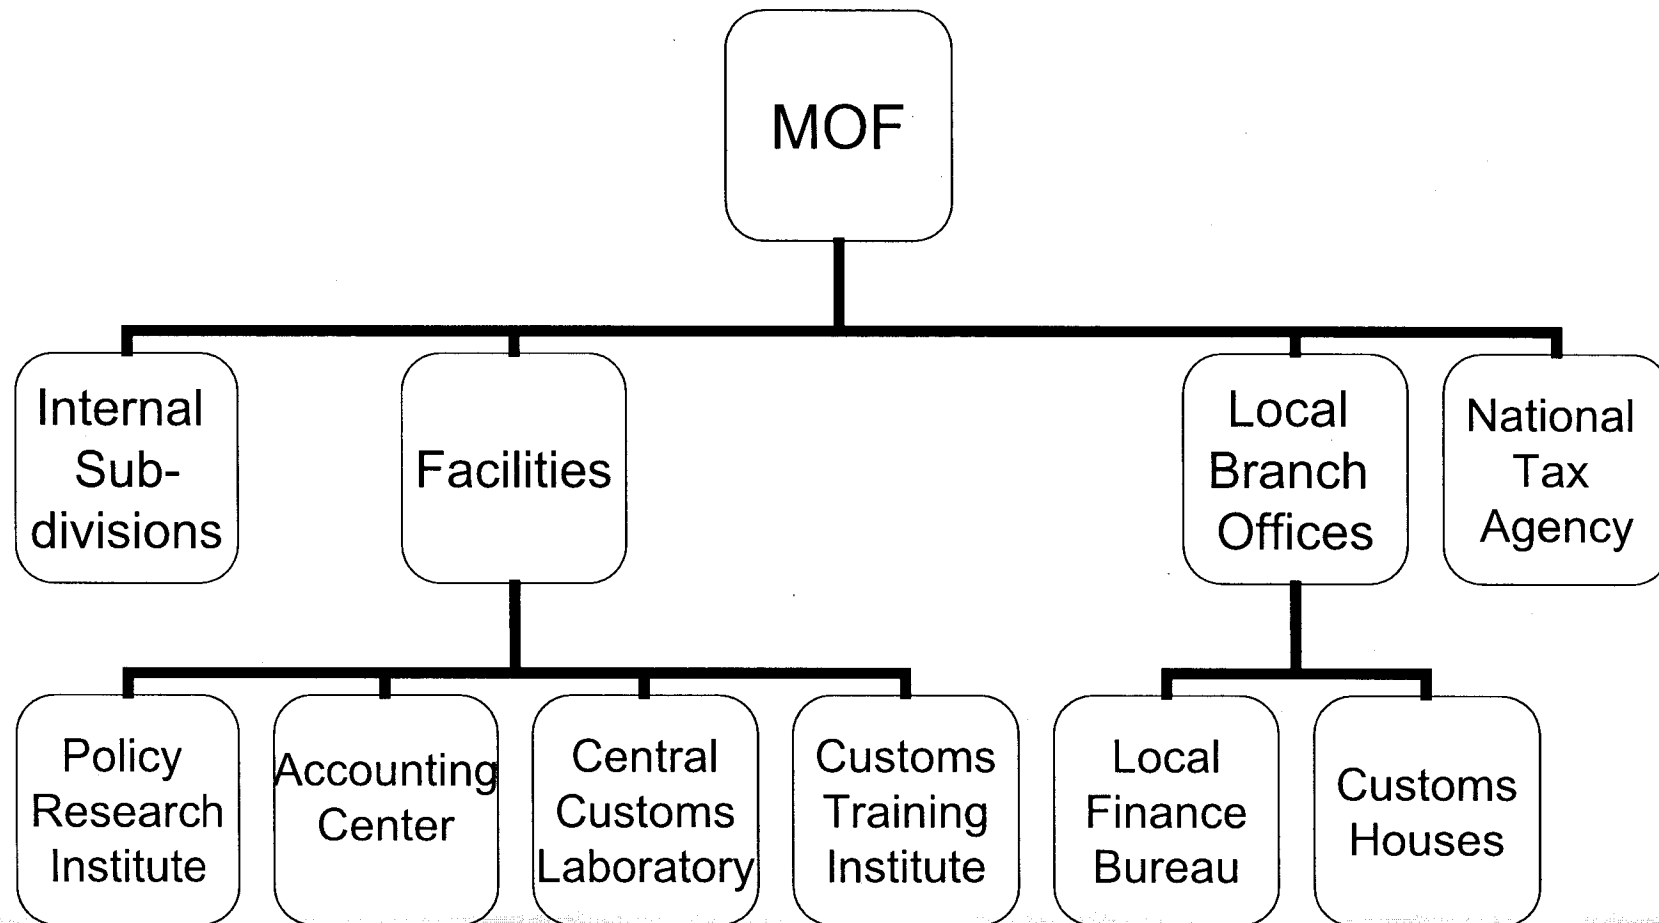 MOF
Internal
Sub-
divisions
Facilities
Local
Branch
Offices
National
Tax
Agency
Policy
Research
Institute
Accounting
Center
Central
Customs
Laboratory
Customs
Training
Institute
Local
Finance
Bureau
Customs
Houses